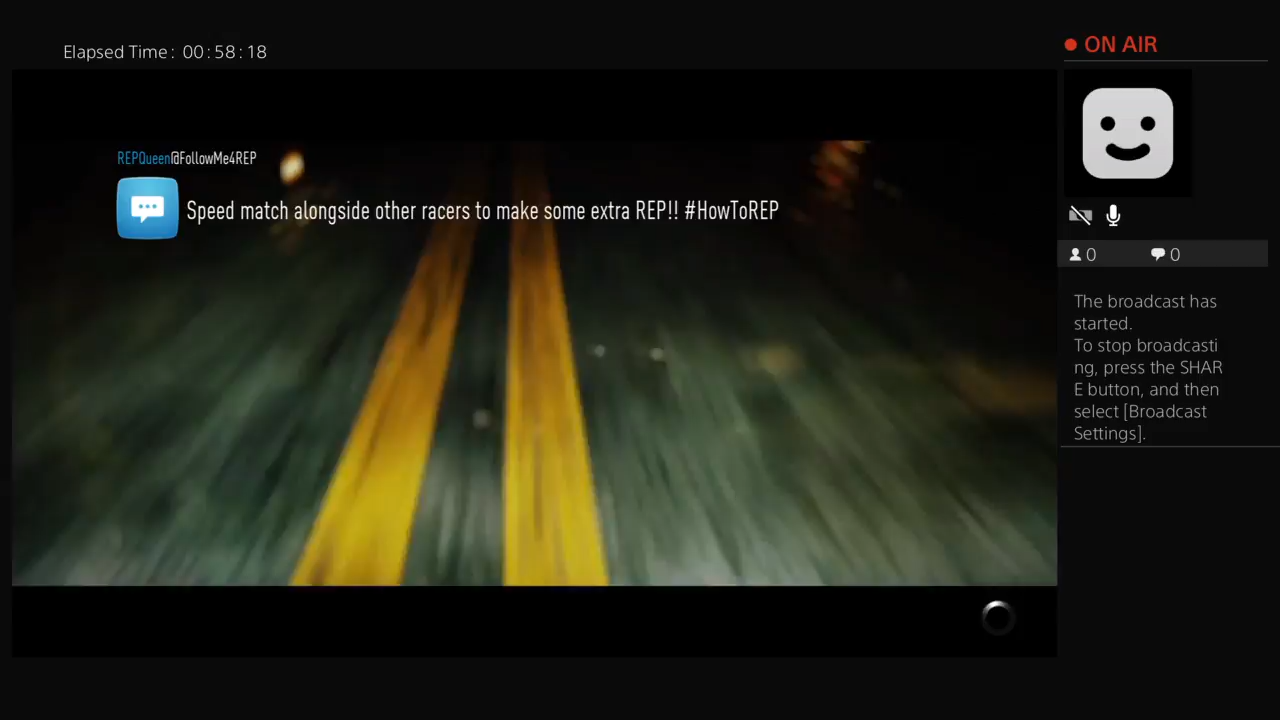 Elapsed Time: 00:58:18
ON AIR
REPQueen@FollowMe4REP
Speed match alongside other racers to make some extra REP!! #HowToREP
0 0
The broadcast has
started.
To stop broadcasti
ng, press the SHAR
E button, and then
select [Broadcast
Settings].